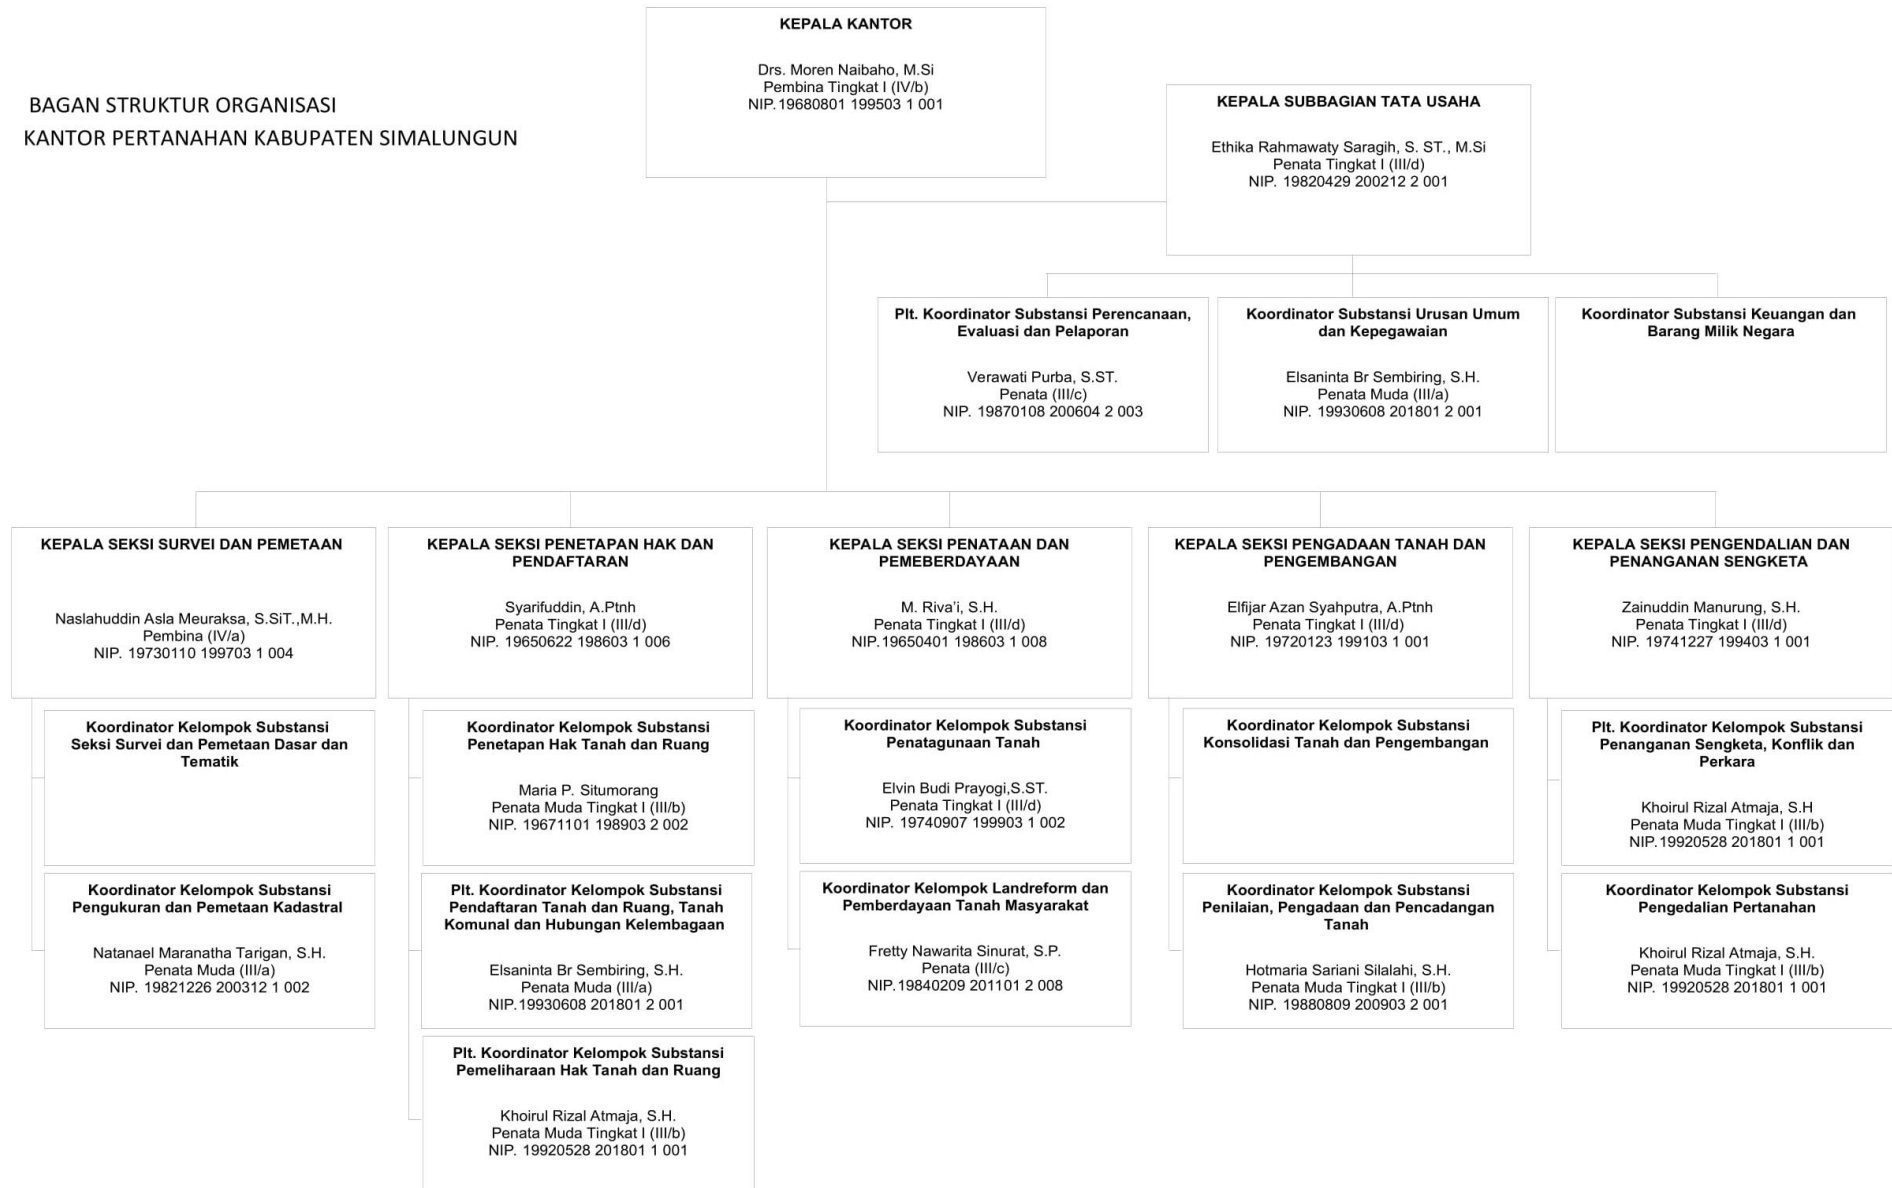 BAGAN STRUKTUR ORGANISASI
KANTOR PERTANAHAN KABUPATEN SIMALUNGUN
KEPALA KANTOR
Drs. Moren Naibaho, M.Si
Pembina Tingkat I (IV/b)
NIP.19680801 199503 1 001
KEPALA SUBBAGIAN TATA USAHA
Ethika Rahmawaty Saragih, S. ST., M.Si
Penata Tingkat I (III/d)
NIP. 19820429 200212 2 001
Plt. Koordinator Substansi Perencanaan,
Evaluasi dan Pelaporan
Verawati Purba, S.ST.
Penata (III/c)
NIP. 19870108 200604 2 003
Koordinator Substansi Urusan Umum
dan Kepegawaian
Elsaninta Br Sembiring, S.H.
Penata Muda (III/a)
NIP. 19930608 201801 2 001
Koordinator Substansi Keuangan dan
Barang Milik Negara
KEPALA SEKSI SURVEI DAN PEMETAAN
Naslahuddin Asla Meuraksa, S.SiT.,M.H.
Pembina (IV/a)
NIP. 19730110 199703 1 004
Koordinator Kelompok Substansi
Seksi Survei dan Pemetaan Dasar dan
Tematik
Koordinator Kelompok Substansi
Pengukuran dan Pemetaan Kadastral
Natanael Maranatha Tarigan, S.H.
Penata Muda (III/a)
NIP. 19821226 200312 1 002
KEPALA SEKSI PENETAPAN HAK DAN
PENDAFTARAN
Syarifuddin, A.Ptnh
Penata Tingkat I (III/d)
NIP. 19650622 198603 1 006
Koordinator Kelompok Substansi
Penetapan Hak Tanah dan Ruang
Maria P. Situmorang
Penata Muda Tingkat I (III/b)
NIP. 19671101 198903 2 002
Plt. Koordinator Kelompok Substansi
Pendaftaran Tanah dan Ruang, Tanah
Komunal dan Hubungan Kelembagaan
Elsaninta Br Sembiring, S.H.
Penata Muda (III/a)
NIP.19930608 201801 2 001
Plt. Koordinator Kelompok Substansi
Pemeliharaan Hak Tanah dan Ruang
Khoirul Rizal Atmaja, S.H.
Penata Muda Tingkat I (III/b)
NIP. 19920528 201801 1 001
KEPALA SEKSI PENATAAN DAN
PEMEBERDAYAAN
M. Riva'i, S.H.
Penata Tingkat I (III/d)
NIP.19650401 198603 1 008
Koordinator Kelompok Substansi
Penatagunaan Tanah
Elvin Budi Prayogi,S.ST.
Penata Tingkat I (III/d)
NIP. 19740907 199903 1 002
Koordinator Kelompok Landreform dan
Pemberdayaan Tanah Masyarakat
Fretty Nawarita Sinurat, S.P.
Penata (III/c)
NIP.19840209 201101 2 008
KEPALA SEKSI PENGADAAN TANAH DAN
PENGEMBANGAN
Elfijar Azan Syahputra, A.Ptnh
Penata Tingkat I (III/d)
NIP. 19720123 199103 1 001
Koordinator Kelompok Substansi
Konsolidasi Tanah dan Pengembangan
Koordinator Kelompok Substansi
Penilaian, Pengadaan dan Pencadangan
Tanah
Hotmaria Sariani Silalahi, S.H.
Penata Muda Tingkat I (III/b)
NIP. 19880809 200903 2 001
KEPALA SEKSI PENGENDALIAN DAN
PENANGANAN SENGKETA
Zainuddin Manurung, S.H.
Penata Tingkat I (III/d)
NIP. 19741227 199403 1 001
Plt. Koordinator Kelompok Substansi
Penanganan Sengketa, Konflik dan
Perkara
Khoirul Rizal Atmaja, S.H
Penata Muda Tingkat I (III/b)
NIP.19920528 201801 1 001
Koordinator Kelompok Substansi
Pengedalian Pertanahan
Khoirul Rizal Atmaja, S.H.
Penata Muda Tingkat I (III/b)
NIP. 19920528 201801 1 001